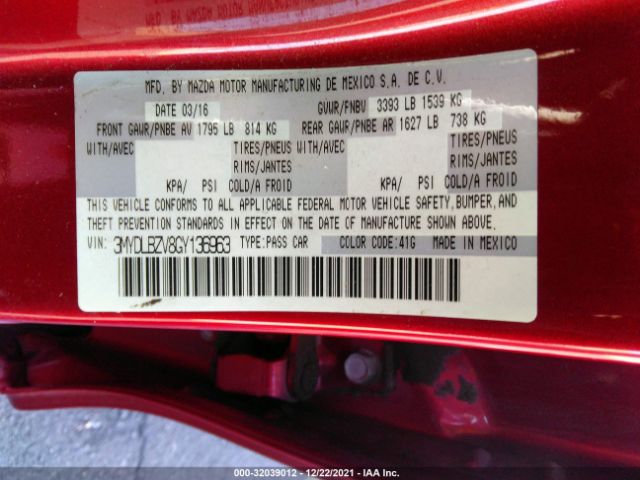 MFD. BY MAZDA MOTOR MANUFACTURING DE MEXICO S.A. DE C.V.
DATE 03/16 GVWR/PNBV 3393 LB 1539 KG
FRONT GAWR/PNBE AV 1795 LB 814 KG REAR GAWR/PNBE AR 1627 LB 738 KG
WITH/AVEC TIRES/PNEUS WITH/AVEC TIRES/PNEUS
RIMS/JANTES RIMS/JANTES
KPA/ PSI COLD/A FROID KPA/ PSI COLD/A FROID
THIS VEHICLE CONFORMS TO ALL APPLICABLE FEDERAL MOTOR VEHICLE SAFETY, BUMPER, AND
THEFT PREVENTION STANDARDS IN EFFECT ON THE DATE OF MANUFACTURE SHOWN ABOVE.
VIN: 3MYDLBZV8GY136963 TYPE:PASS CAR COLOR CODE:41G MADE IN MEXICO
000-32039012 - 12/22/2021 - IAA Inc.